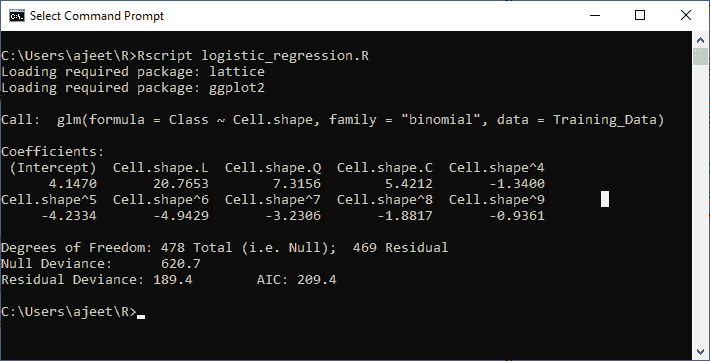 Select Command Prompt
C:\Users\ajeet\R>Rscript logistic_regression.R
Loading required package: lattice
Loading required package: ggplot2
Call:  glm(formula = Class ~ Cell.shape, family = "binomial", data = Training_Data)
Coefficients:
 (Intercept)  Cell.shape.L  Cell.shape.Q  Cell.shape.C  Cell.shape^4
      4.1470       20.7653        7.3156        5.4212       -1.3400
Cell.shape^5  Cell.shape^6  Cell.shape^7  Cell.shape^8  Cell.shape^9
     -4.2334       -4.9429       -3.2306       -1.8817       -0.9361
Degrees of Freedom: 478 Total (i.e. Null);  469 Residual
Null Deviance:      620.7
Residual Deviance: 189.4        AIC: 209.4
C:\Users\ajeet\R>